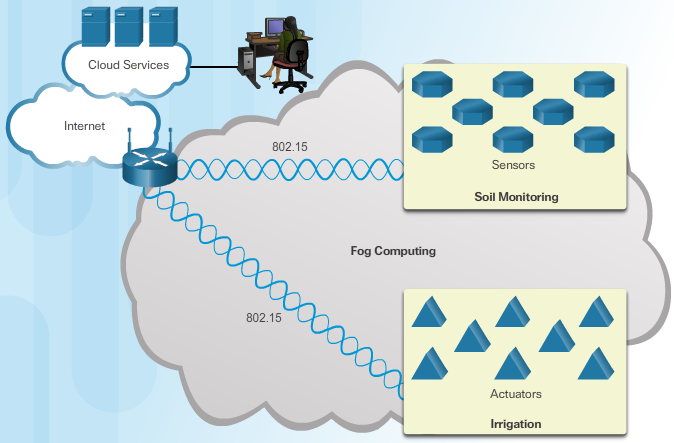 Cloud Services
Internet
802.15
Sensors
Soil Monitoring
Fog Computing
802.15
Actuators
Irrigation